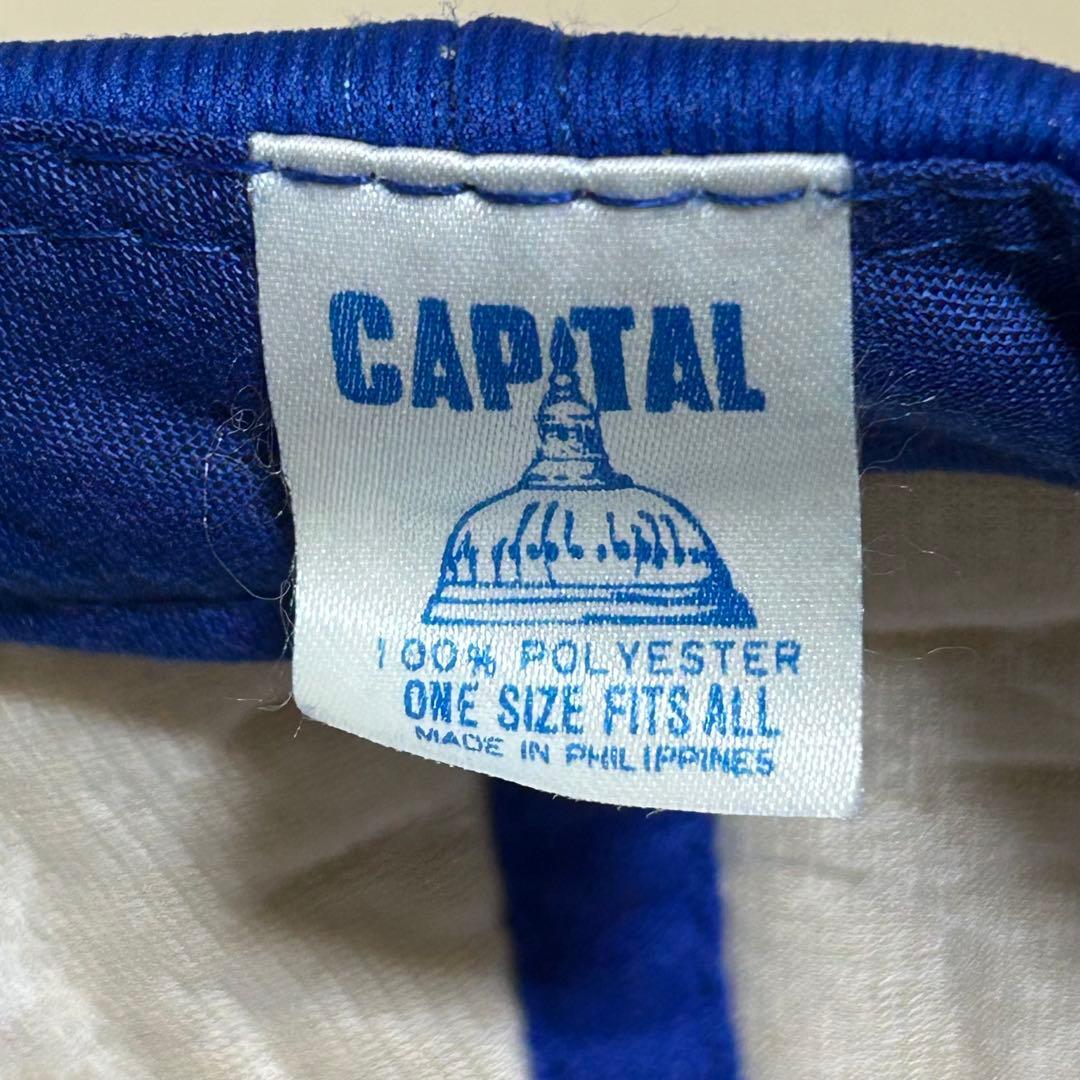 CAPITAL
100% POLYESTER
ONE SIZE FITS ALL
MADE IN PHILIPPINES